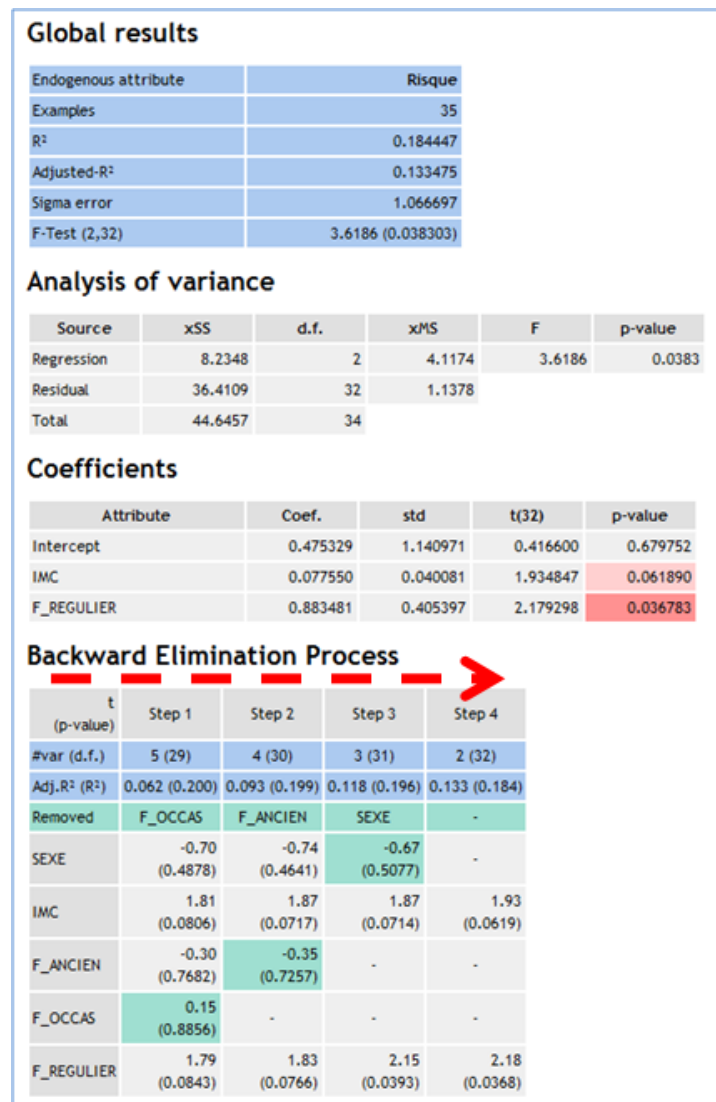 Global results
Endogenous attribute Risque
Examples 35
R² 0.184447
Adjusted-R² 0.133475
Sigma error 1.066697
F-Test (2,32) 3.6186 (0.038303)
Analysis of variance
Source xSS d.f. xMS F p-value
Regression 8.2348 2 4.1174 3.6186 0.0383
Residual 36.4109 32 1.1378
Total 44.6457 34
Coefficients
Attribute Coef. std t(32) p-value
Intercept 0.475329 1.140971 0.416600 0.679752
IMC 0.077550 0.040081 1.934847 0.061890
F_REGULIER 0.883481 0.405397 2.179298 0.036783
Backward Elimination Process
t
(p-value) Step 1 Step 2 Step 3 Step 4
#var (d.f.) 5 (29) 4 (30) 3 (31) 2 (32)
Adj.R² (R²) 0.062 (0.200) 0.093 (0.199) 0.118 (0.196) 0.133 (0.184)
Removed F_OCCAS F_ANCIEN SEXE -
SEXE -0.70 -0.74 -0.67 -
(0.4878) (0.4641) (0.5077)
IMC 1.81 1.87 1.87 1.93
(0.0806) (0.0717) (0.0714) (0.0619)
F_ANCIEN -0.30 -0.35 - -
(0.7682) (0.7257)
F_OCCAS 0.15 - - -
(0.8856)
F_REGULIER 1.79 1.83 2.15 2.18
(0.0843) (0.0766) (0.0393) (0.0368)